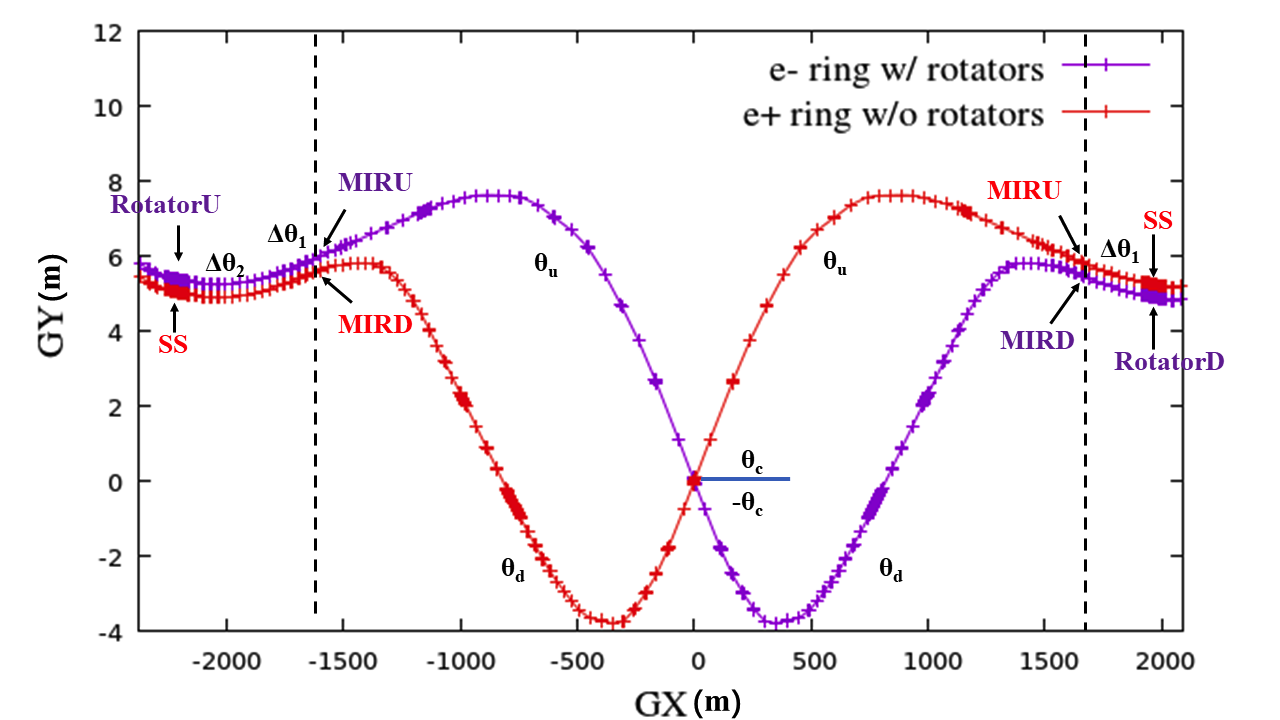 12
10
8
6
4
2
0
-2
-4
GY (m)
e- ring w/ rotators
e+ ring w/o rotators
MIRU
RotatorU
Δθ1
Δθ2
θu
MIRD
SS
θd
θu
θc
-θc
MIRU
SS
Δθ1
MIRD
RotatorD
θd
-2000
-1500
-1000
-500
0
500
1000
1500
2000
GX (m)